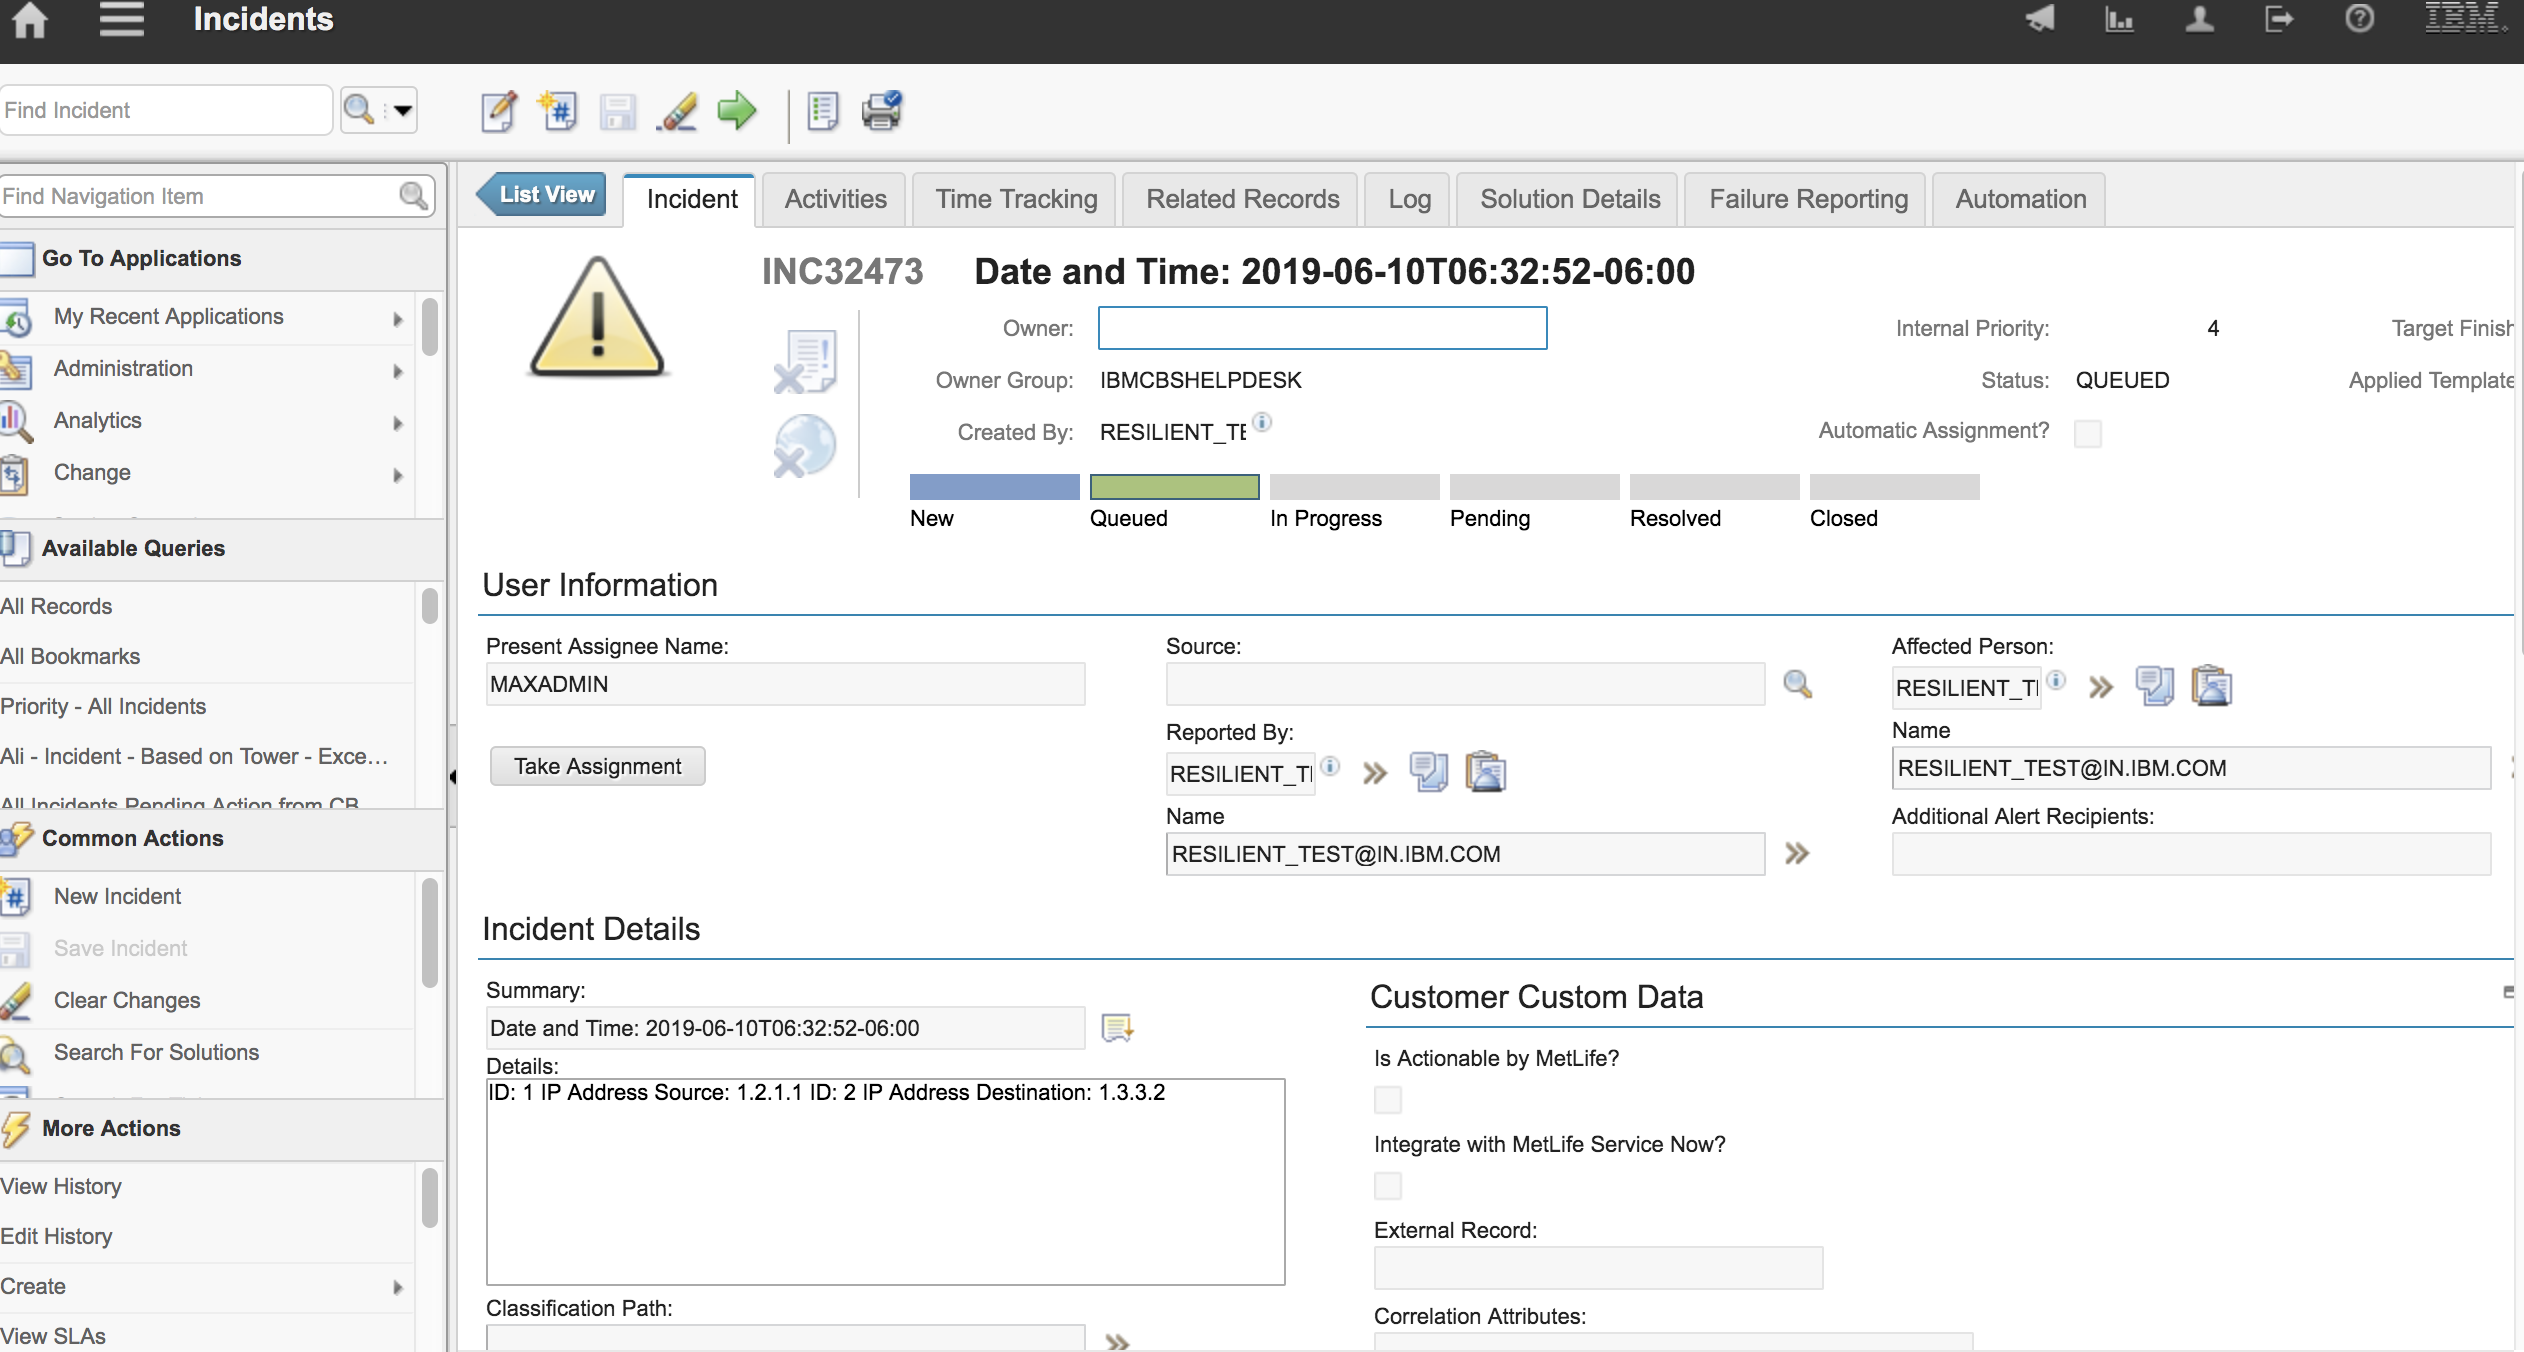 Incidents
IBM
Find Incident
Find Navigation Item
List View
Incident
Activities
Time Tracking
Related Records
Log
Solution Details
Failure Reporting
Automation
Go To Applications
My Recent Applications
Administration
Analytics
Change
Available Queries
All Records
All Bookmarks
Priority - All Incidents
Ali - Incident - Based on Tower - Exce...
All Incidents Pending Action from CB
Common Actions
New Incident
Save Incident
Clear Changes
Search For Solutions
More Actions
View History
Edit History
Create
View SLAs
INC32473 Date and Time: 2019-06-10T06:32:52-06:00
Owner:
Internal Priority: 4
Target Finish
Owner Group: IBMCBSHELPDESK
Status: QUEUED
Applied Template
Created By: RESILIENT_TE
Automatic Assignment?
New
Queued
In Progress
Pending
Resolved
Closed
User Information
Present Assignee Name:
MAXADMIN
Take Assignment
Source:
Reported By:
RESILIENT_T
Name
RESILIENT_TEST@IN.IBM.COM
Affected Person:
RESILIENT_T
Name
RESILIENT_TEST@IN.IBM.COM
Additional Alert Recipients:
Incident Details
Summary:
Date and Time: 2019-06-10T06:32:52-06:00
Details:
ID: 1 IP Address Source: 1.2.1.1 ID: 2 IP Address Destination: 1.3.3.2
Classification Path:
Customer Custom Data
Is Actionable by MetLife?
Integrate with MetLife Service Now?
External Record:
Correlation Attributes: